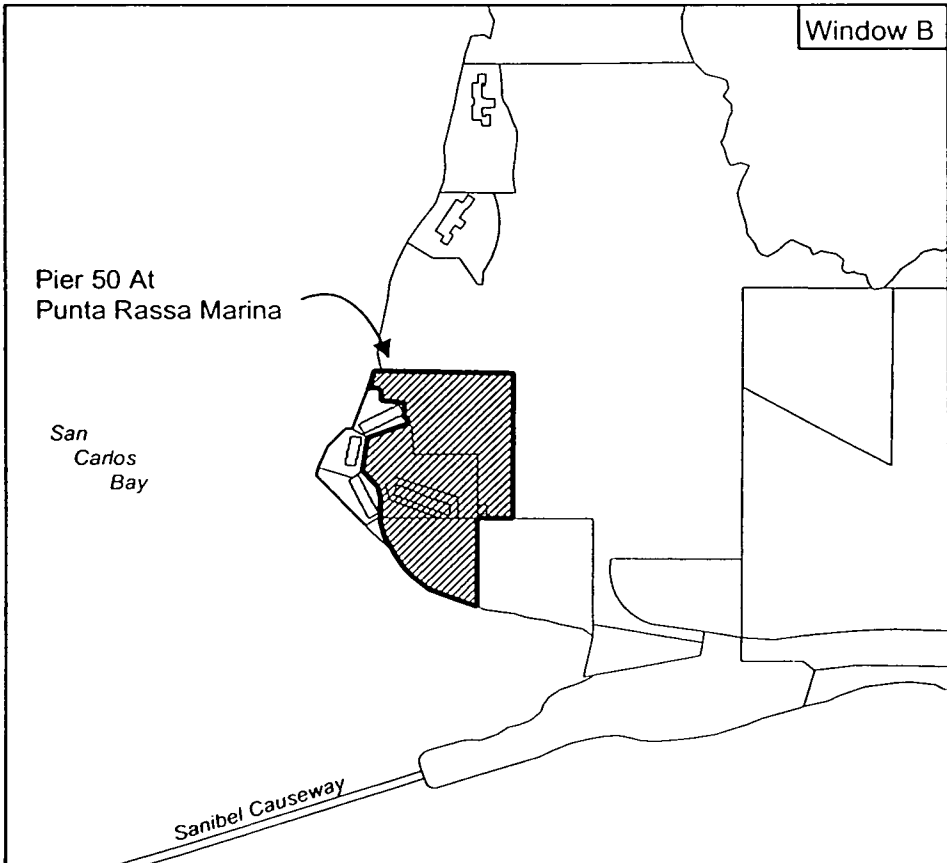 Window B
Pier 50 At
Punta Rassa Marina
San
Carlos
Bay
Sanibel Causeway